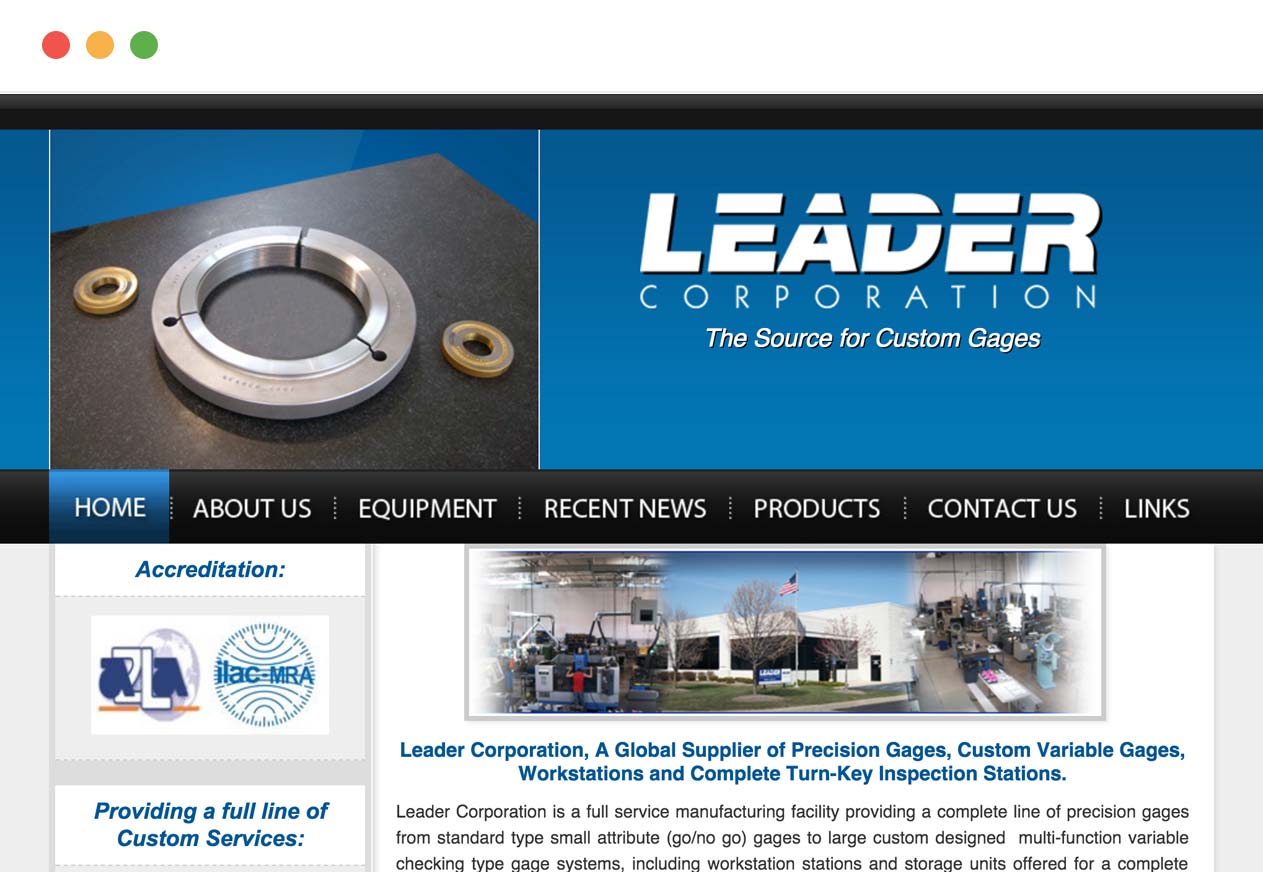 LEADER
CORPORATION
The Source for Custom Gages
HOME
ABOUT US
EQUIPMENT
RECENT NEWS
PRODUCTS
CONTACT US
LINKS
Accreditation:
A2LA
ilac-MRA
LEADER
Leader Corporation, A Global Supplier of Precision Gages, Custom Variable Gages,
Workstations and Complete Turn-Key Inspection Stations.
Providing a full line of
Custom Services:
Leader Corporation is a full service manufacturing facility providing a complete line of precision gages
from standard type small attribute (go/no go) gages to large custom designed multi-function variable
checking type gage systems, including workstation stations and storage units offered for a complete